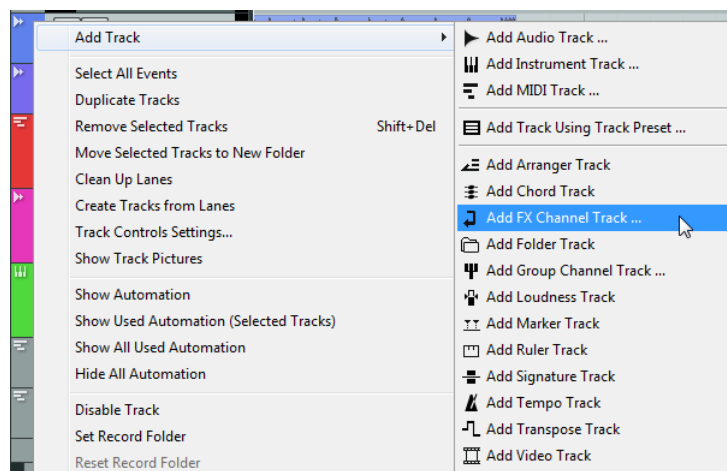 Add Track
Select All Events
Duplicate Tracks
Remove Selected Tracks Shift+Del
Move Selected Tracks to New Folder
Clean Up Lanes
Create Tracks from Lanes
Track Controls Settings...
Show Track Pictures
Show Automation
Show Used Automation (Selected Tracks)
Show All Used Automation
Hide All Automation
Disable Track
Set Record Folder
Reset Record Folder
Add Audio Track ...
Add Instrument Track ...
Add MIDI Track ...
Add Track Using Track Preset ...
Add Arranger Track
Add Chord Track
Add FX Channel Track ...
Add Folder Track
Add Group Channel Track ...
Add Loudness Track
Add Marker Track
Add Ruler Track
Add Signature Track
Add Tempo Track
Add Transpose Track
Add Video Track